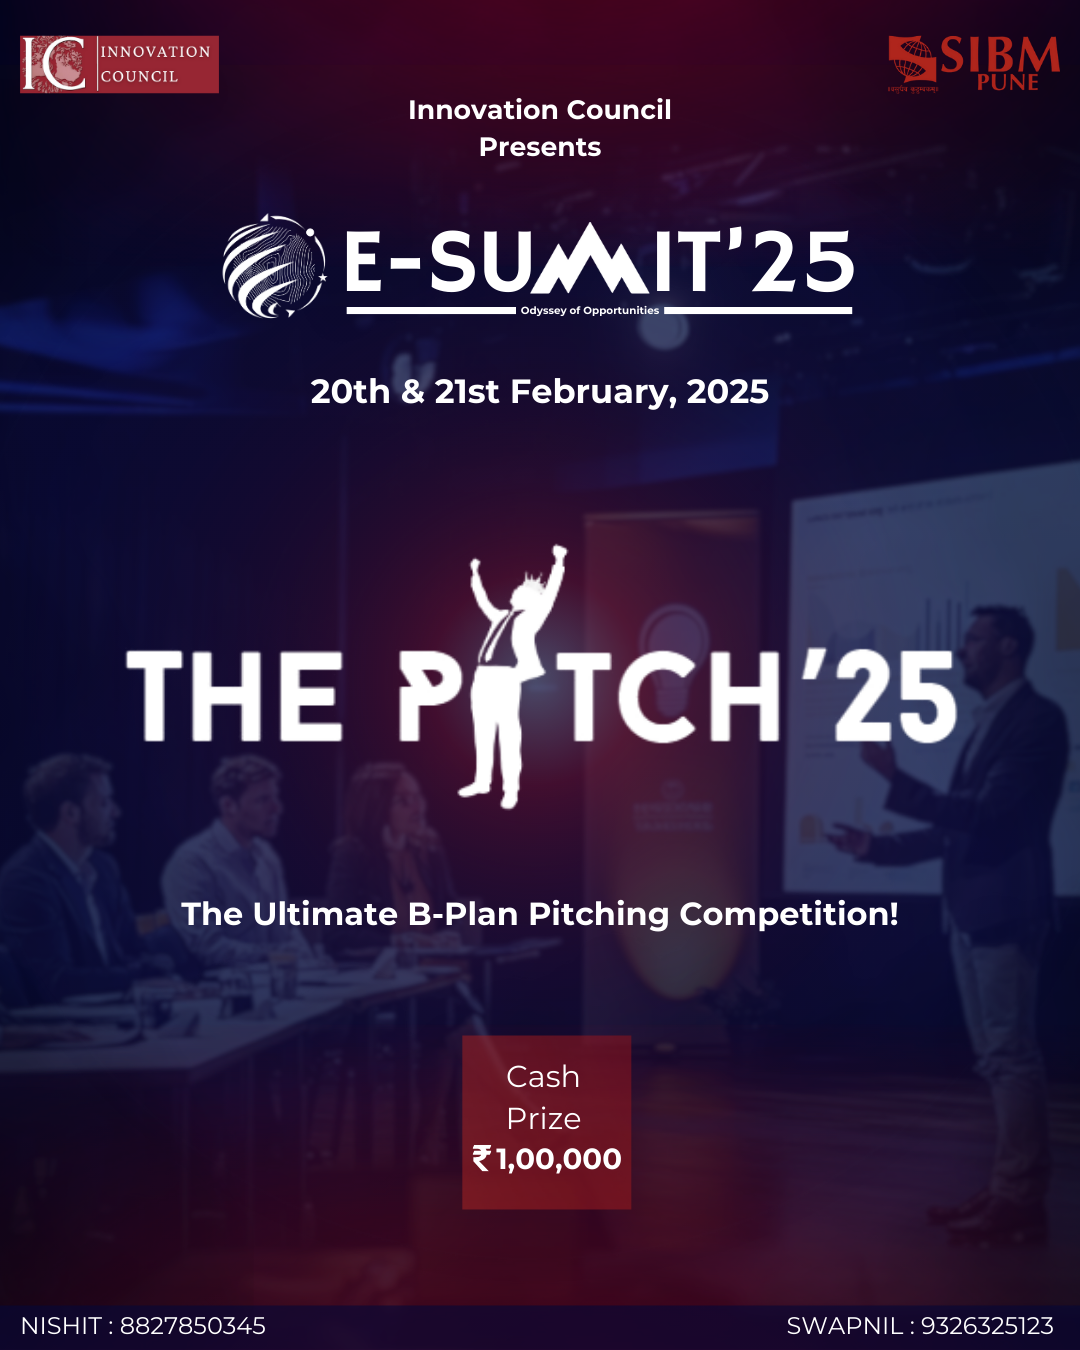 INNOVATION
COUNCIL
IC
SIBM
PUNE
Innovation Council
Presents
E-SUMMIT'25
Odyssey of Opportunities
20th & 21st February, 2025
THE PITCH'25
The Ultimate B-Plan Pitching Competition!
Cash
Prize
₹1,00,000
NISHIT : 8827850345
SWAPNIL : 9326325123